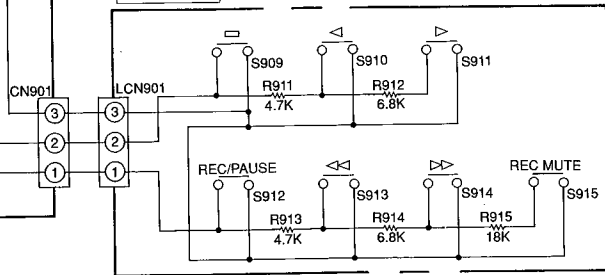 S909 S910 S911
CN901 LCN901
R911 R912
4.7K 6.8K
3 3
2 2
1 1
REC/PAUSE REC MUTE
S912 S913 S914 S915
R913 R914 R915
4.7K 6.8K 18K